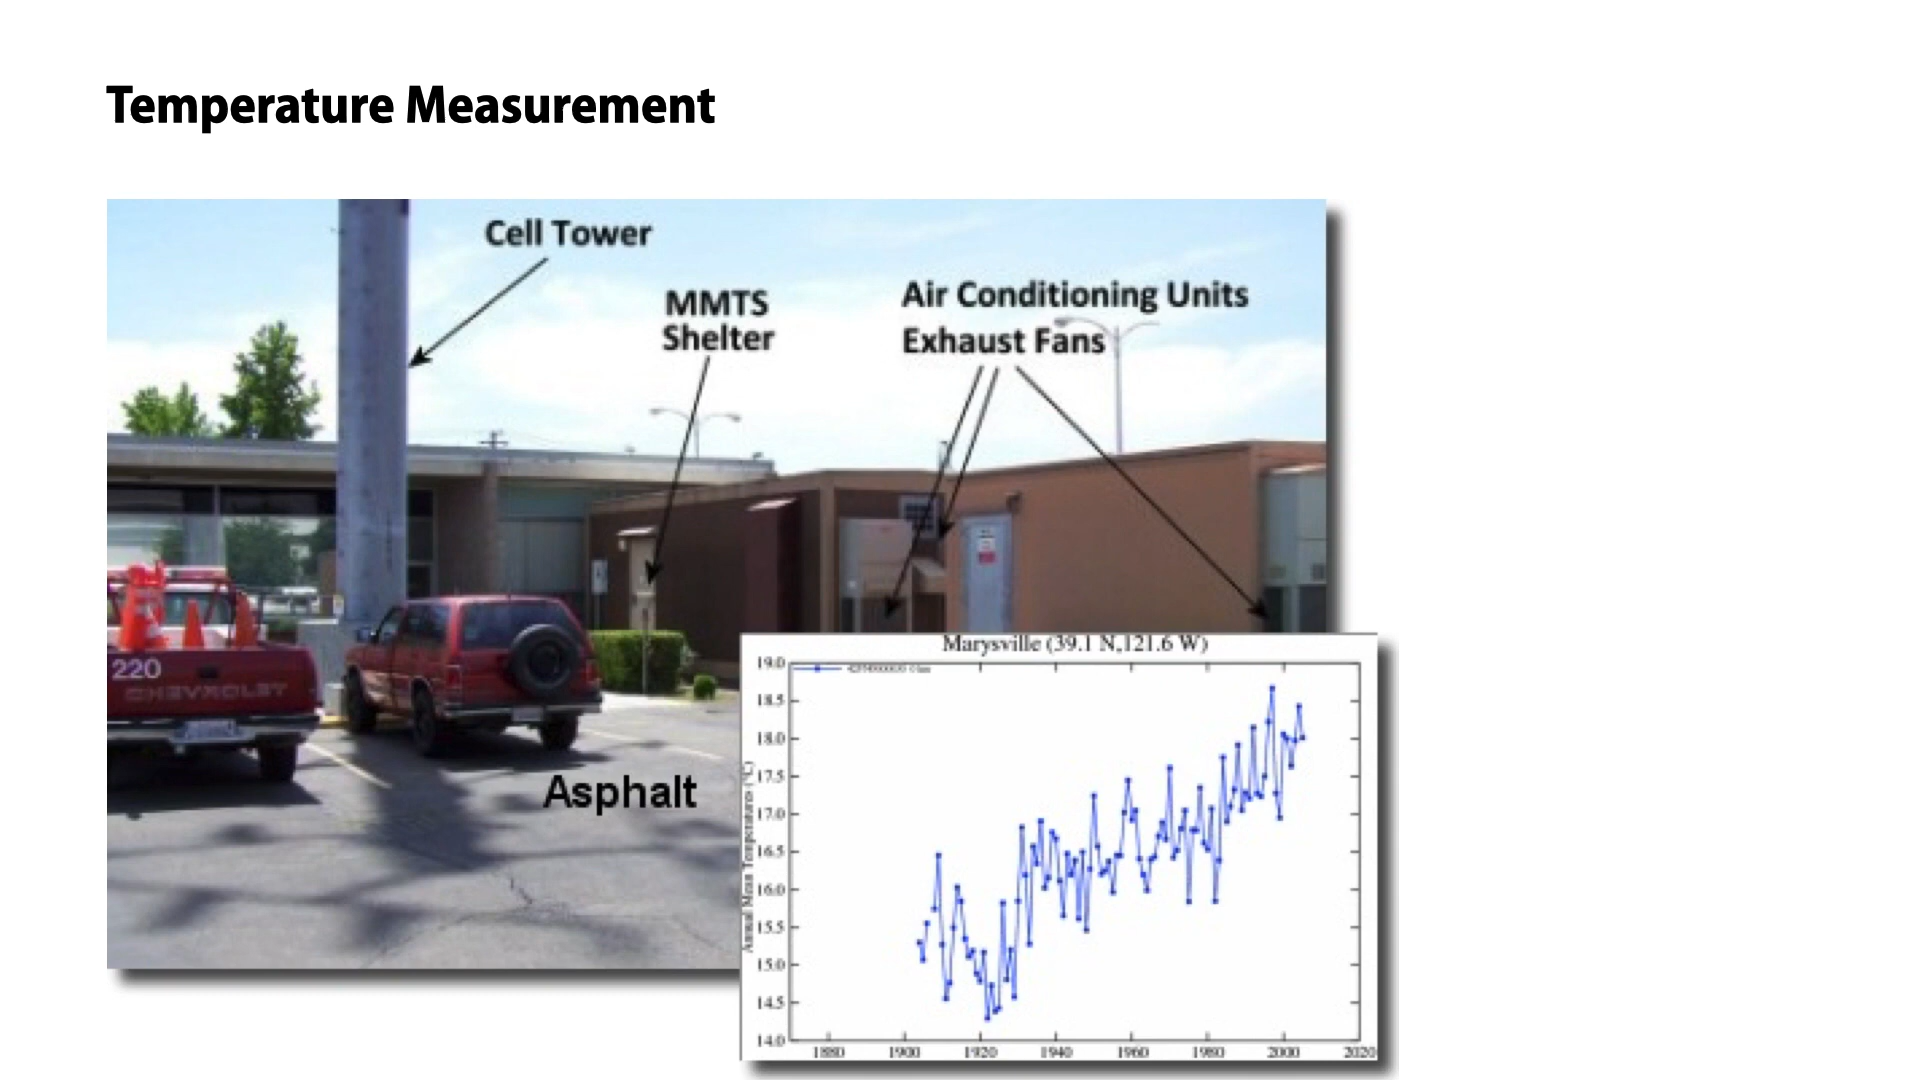 Temperature Measurement
Cell Tower
MMTS
Shelter
Air Conditioning Units
Exhaust Fans
220
CHEVROLET
Asphalt
Marysville (39.1 N,121.6 W)
Annual Mean Temperature (°C)
19.0
18.5
18.0
17.5
17.0
16.5
16.0
15.5
15.0
14.5
14.0
1880 1900 1920 1940 1960 1980 2000 2020